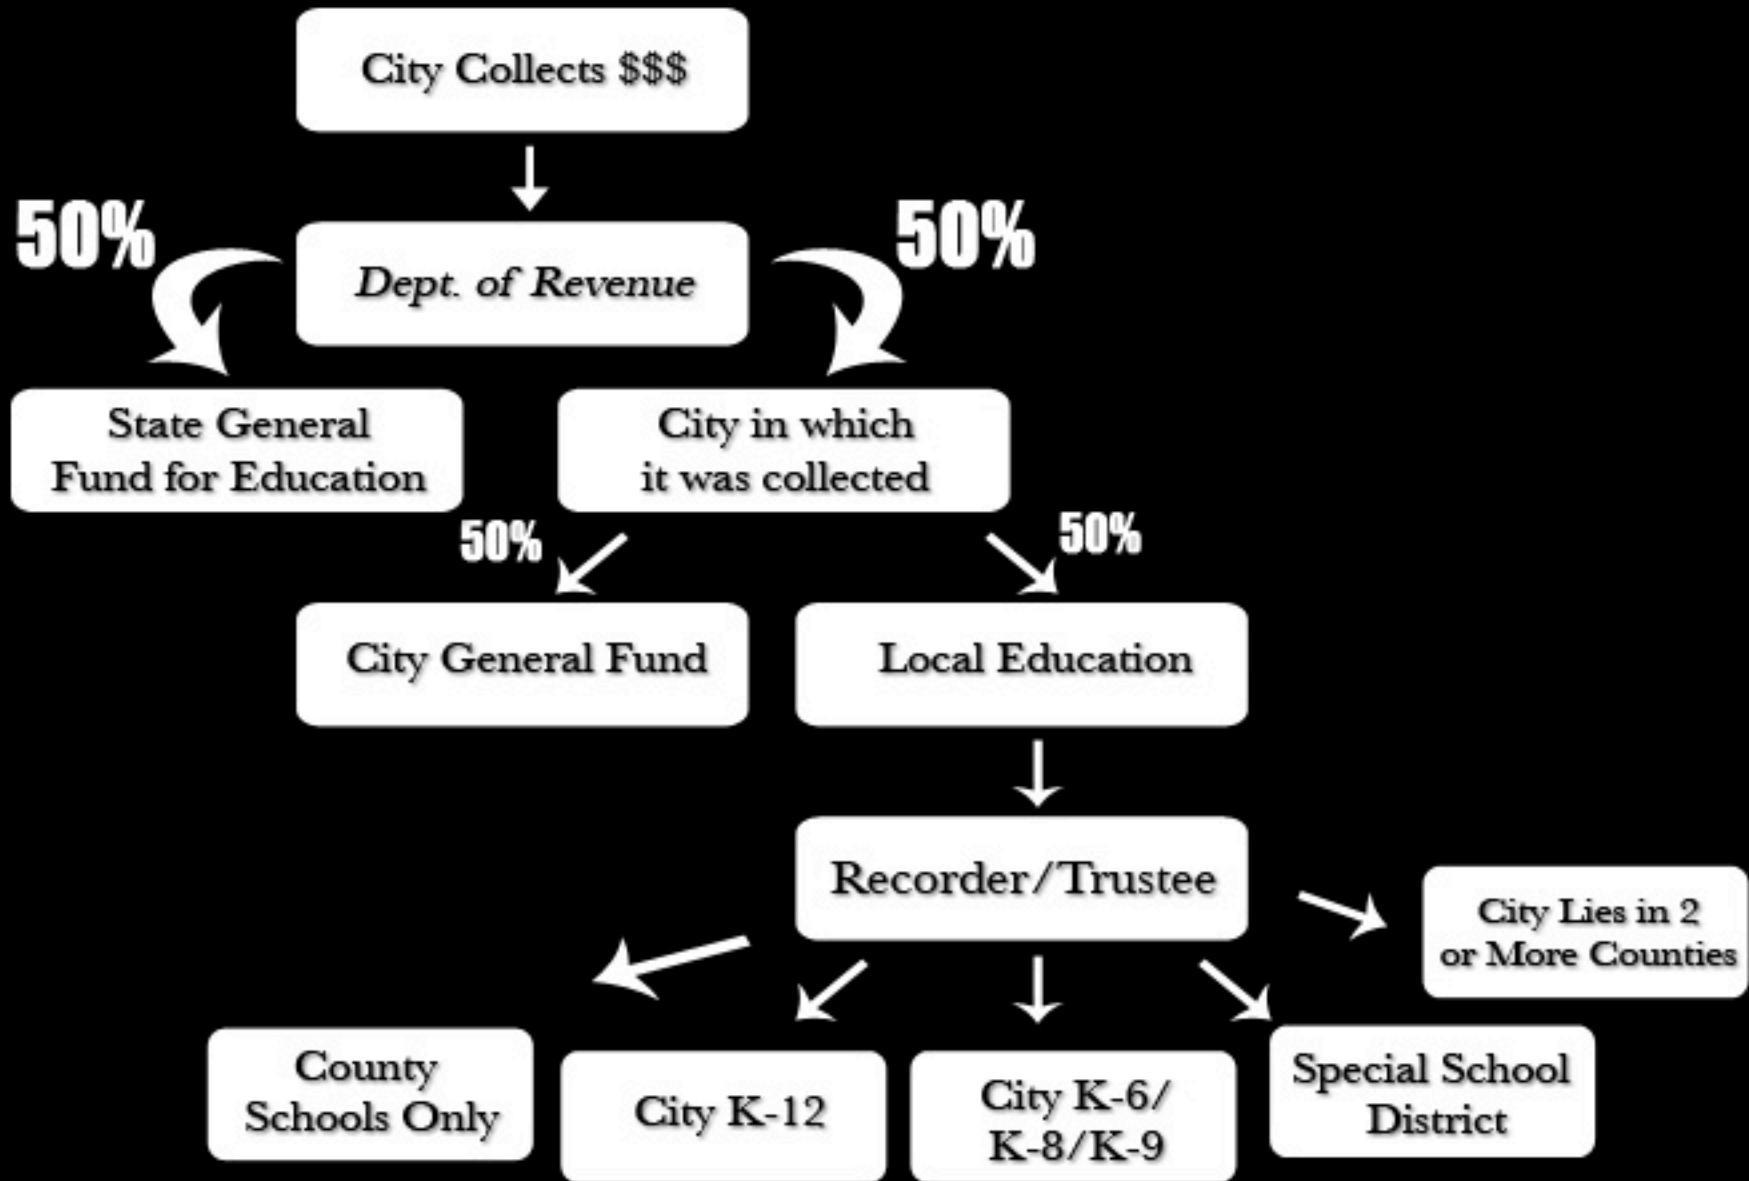 City Collects $$$
50%
50%
Dept. of Revenue
State General
Fund for Education
City in which
it was collected
50%
50%
City General Fund
Local Education
Recorder/Trustee
City Lies in 2
or More Counties
County
Schools Only
City K-12
City K-6/
K-8/K-9
Special School
District